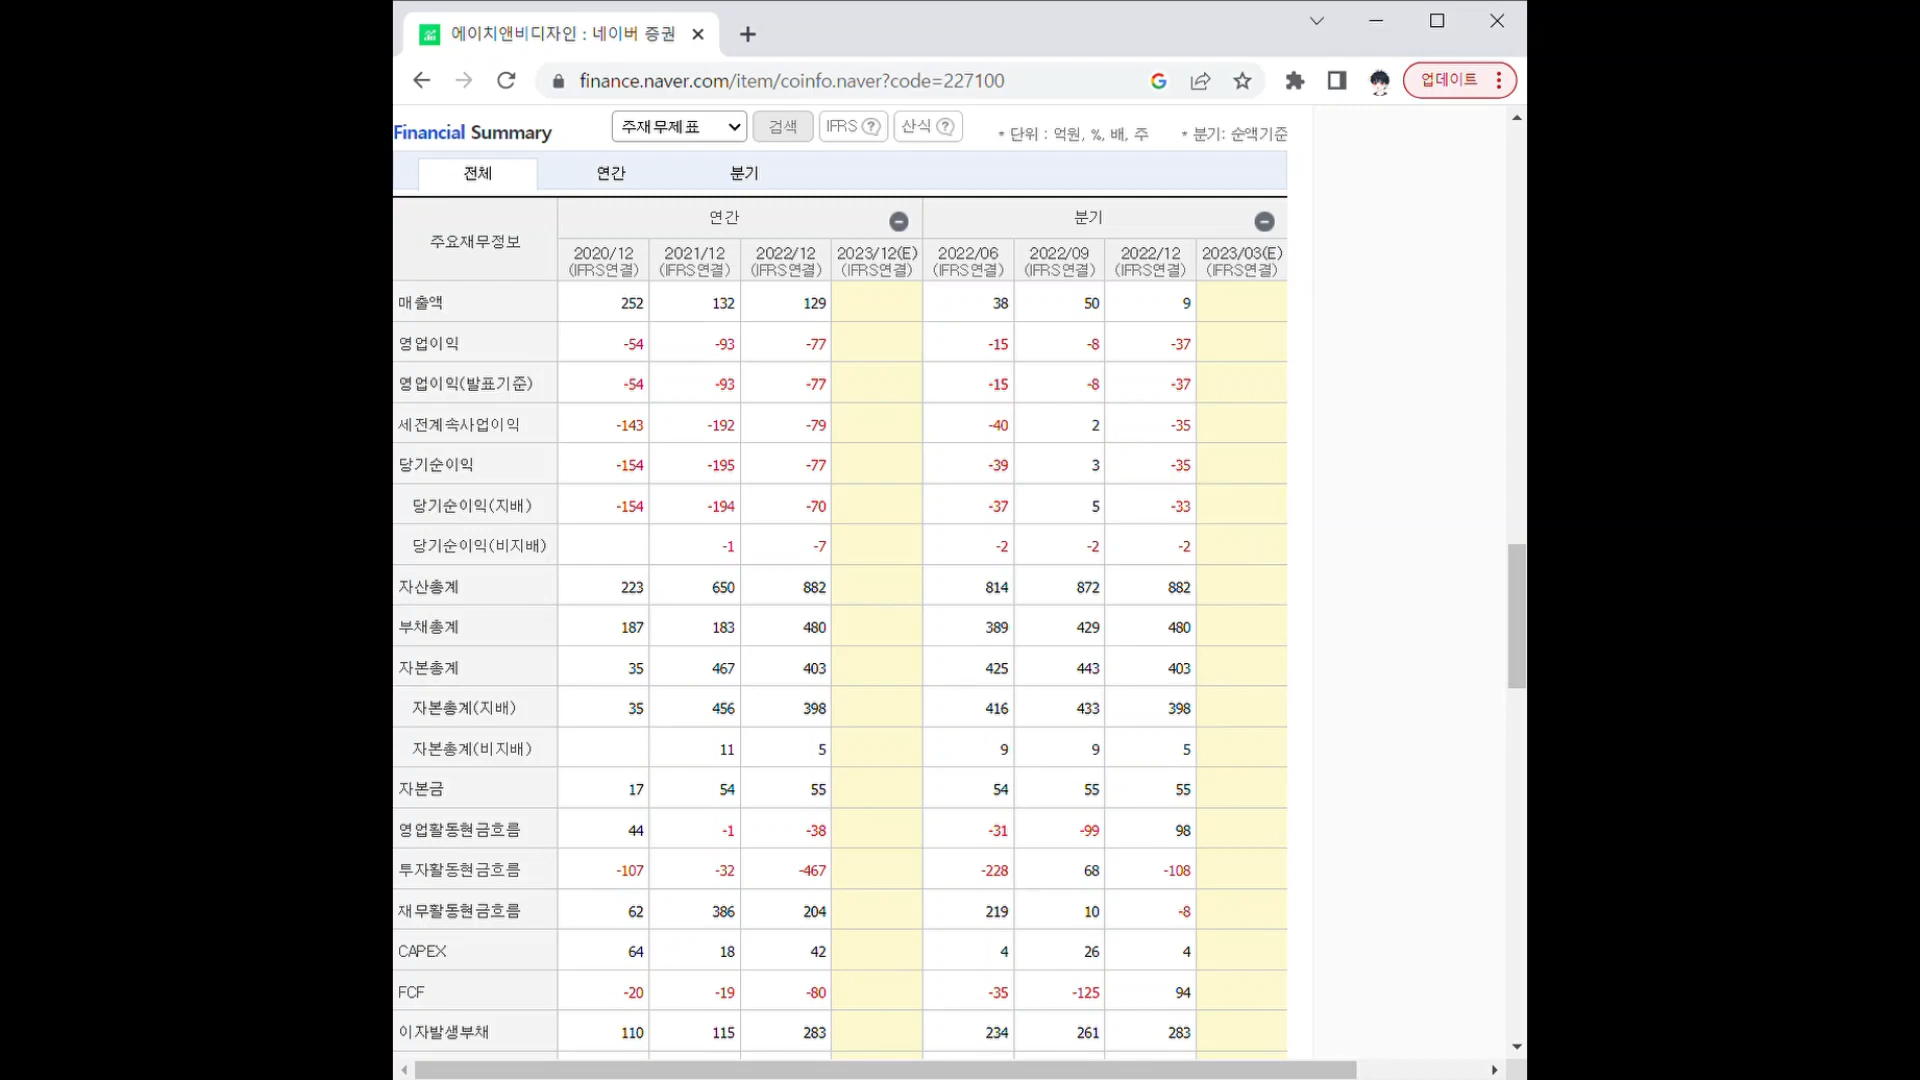 에이치앤비디자인 : 네이버 증권
finance.naver.com/item/coinfo.naver?code=227100
업데이트
Financial Summary 주재무제표 검색 IFRS ? 산식 ? * 단위 : 억원, %, 배, 주 * 분기: 순액기준
전체 연간 분기
주요재무정보 연간 분기
2020/12 2021/12 2022/12 2023/12(E) 2022/06 2022/09 2022/12 2023/03(E)
(IFRS연결) (IFRS연결) (IFRS연결) (IFRS연결) (IFRS연결) (IFRS연결) (IFRS연결) (IFRS연결)
매출액 252 132 129 38 50 9
영업이익 -54 -93 -77 -15 -8 -37
영업이익(발표기준) -54 -93 -77 -15 -8 -37
세전계속사업이익 -143 -192 -79 -40 2 -35
당기순이익 -154 -195 -77 -39 3 -35
당기순이익(지배) -154 -194 -70 -37 5 -33
당기순이익(비지배) -1 -7 -2 -2 -2
자산총계 223 650 882 814 872 882
부채총계 187 183 480 389 429 480
자본총계 35 467 403 425 443 403
자본총계(지배) 35 456 398 416 433 398
자본총계(비지배) 11 5 9 9 5
자본금 17 54 55 54 55 55
영업활동현금흐름 44 -1 -38 -31 -99 98
투자활동현금흐름 -107 -32 -467 -228 68 -108
재무활동현금흐름 62 386 204 219 10 -8
CAPEX 64 18 42 4 26 4
FCF -20 -19 -80 -35 -125 94
이자발생부채 110 115 283 234 261 283